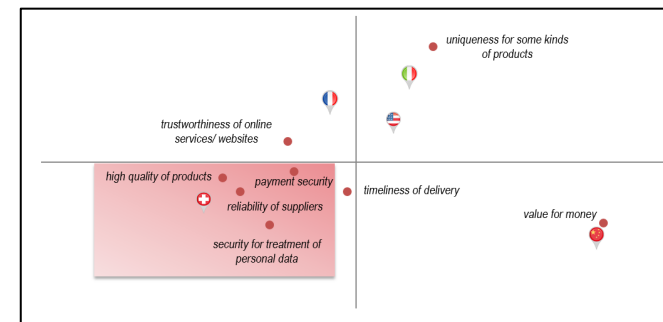 uniqueness for some kinds
of products
trustworthiness of online
services/ websites
high quality of products
payment security
timeliness of delivery
reliability of suppliers
value for money
security for treatment of
personal data